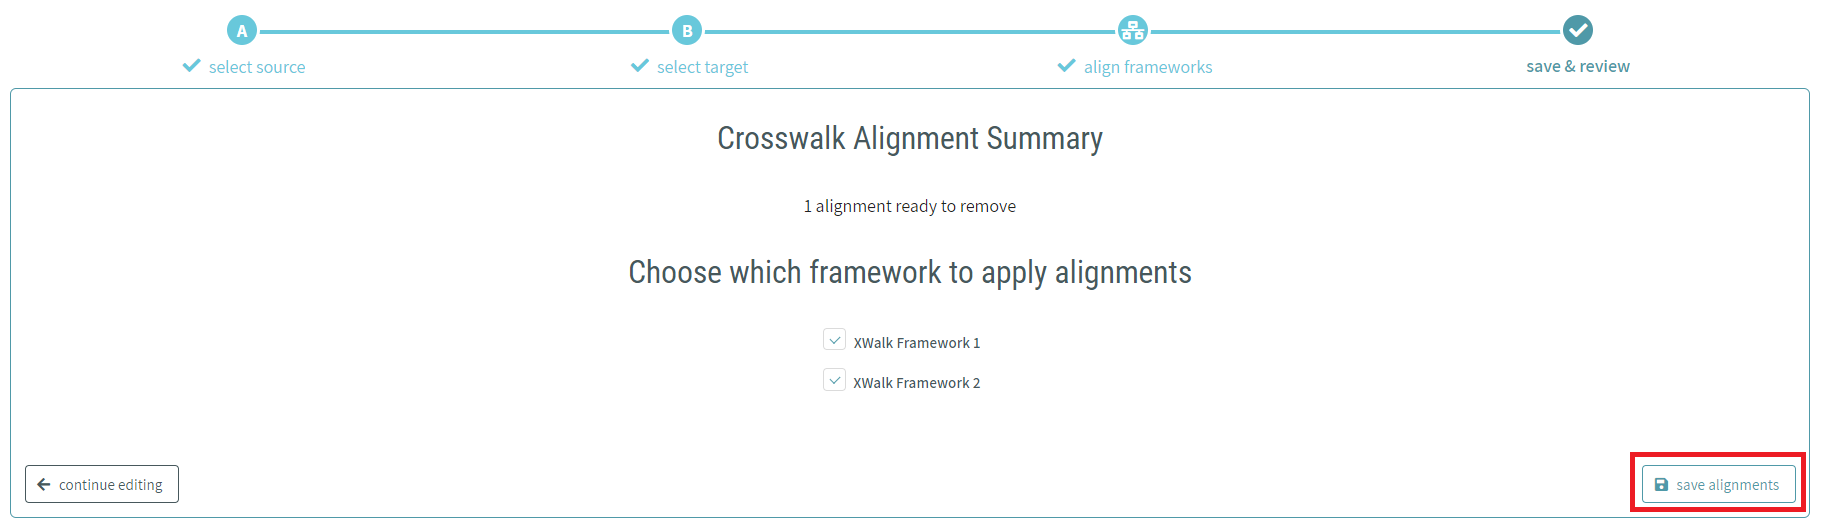 A
B
select source
select target
align frameworks
save & review
Crosswalk Alignment Summary
1 alignment ready to remove
Choose which framework to apply alignments
XWalk Framework 1
XWalk Framework 2
continue editing
save alignments